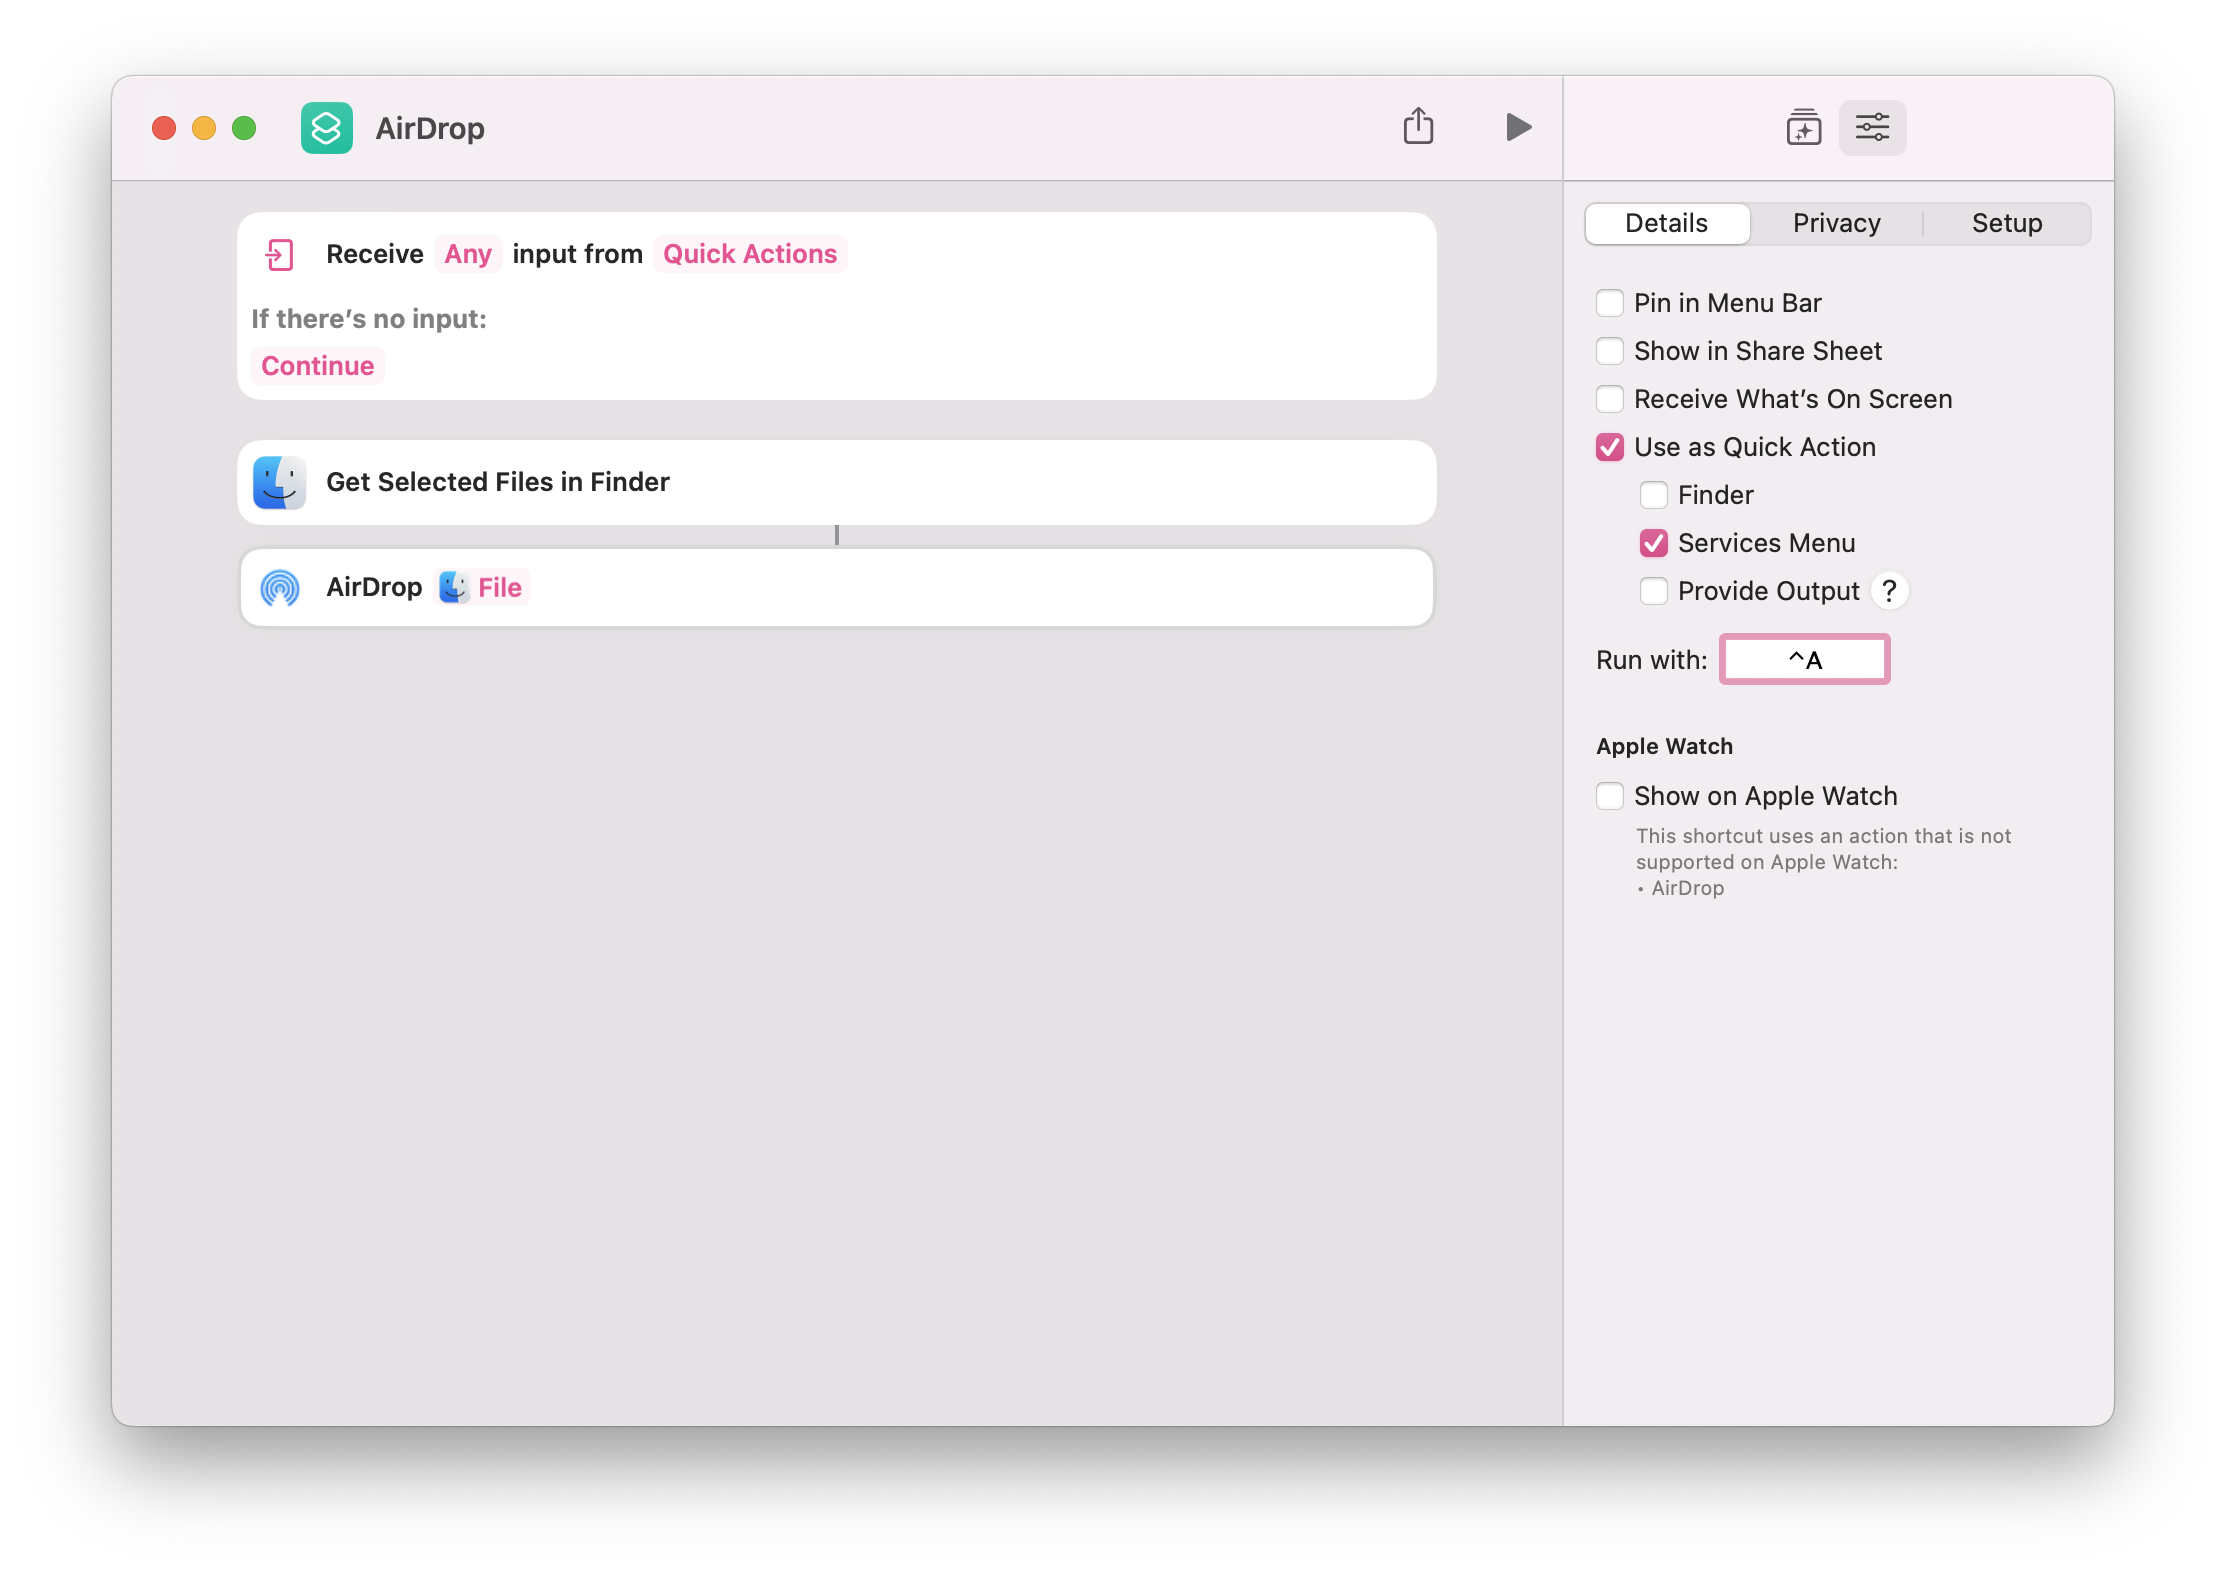 AirDrop
Receive Any input from Quick Actions
If there’s no input:
Continue
Get Selected Files in Finder
AirDrop File
Details Privacy Setup
Pin in Menu Bar
Show in Share Sheet
Receive What’s On Screen
Use as Quick Action
Finder
Services Menu
Provide Output ?
Run with: ^A
Apple Watch
Show on Apple Watch
This shortcut uses an action that is not
supported on Apple Watch:
• AirDrop